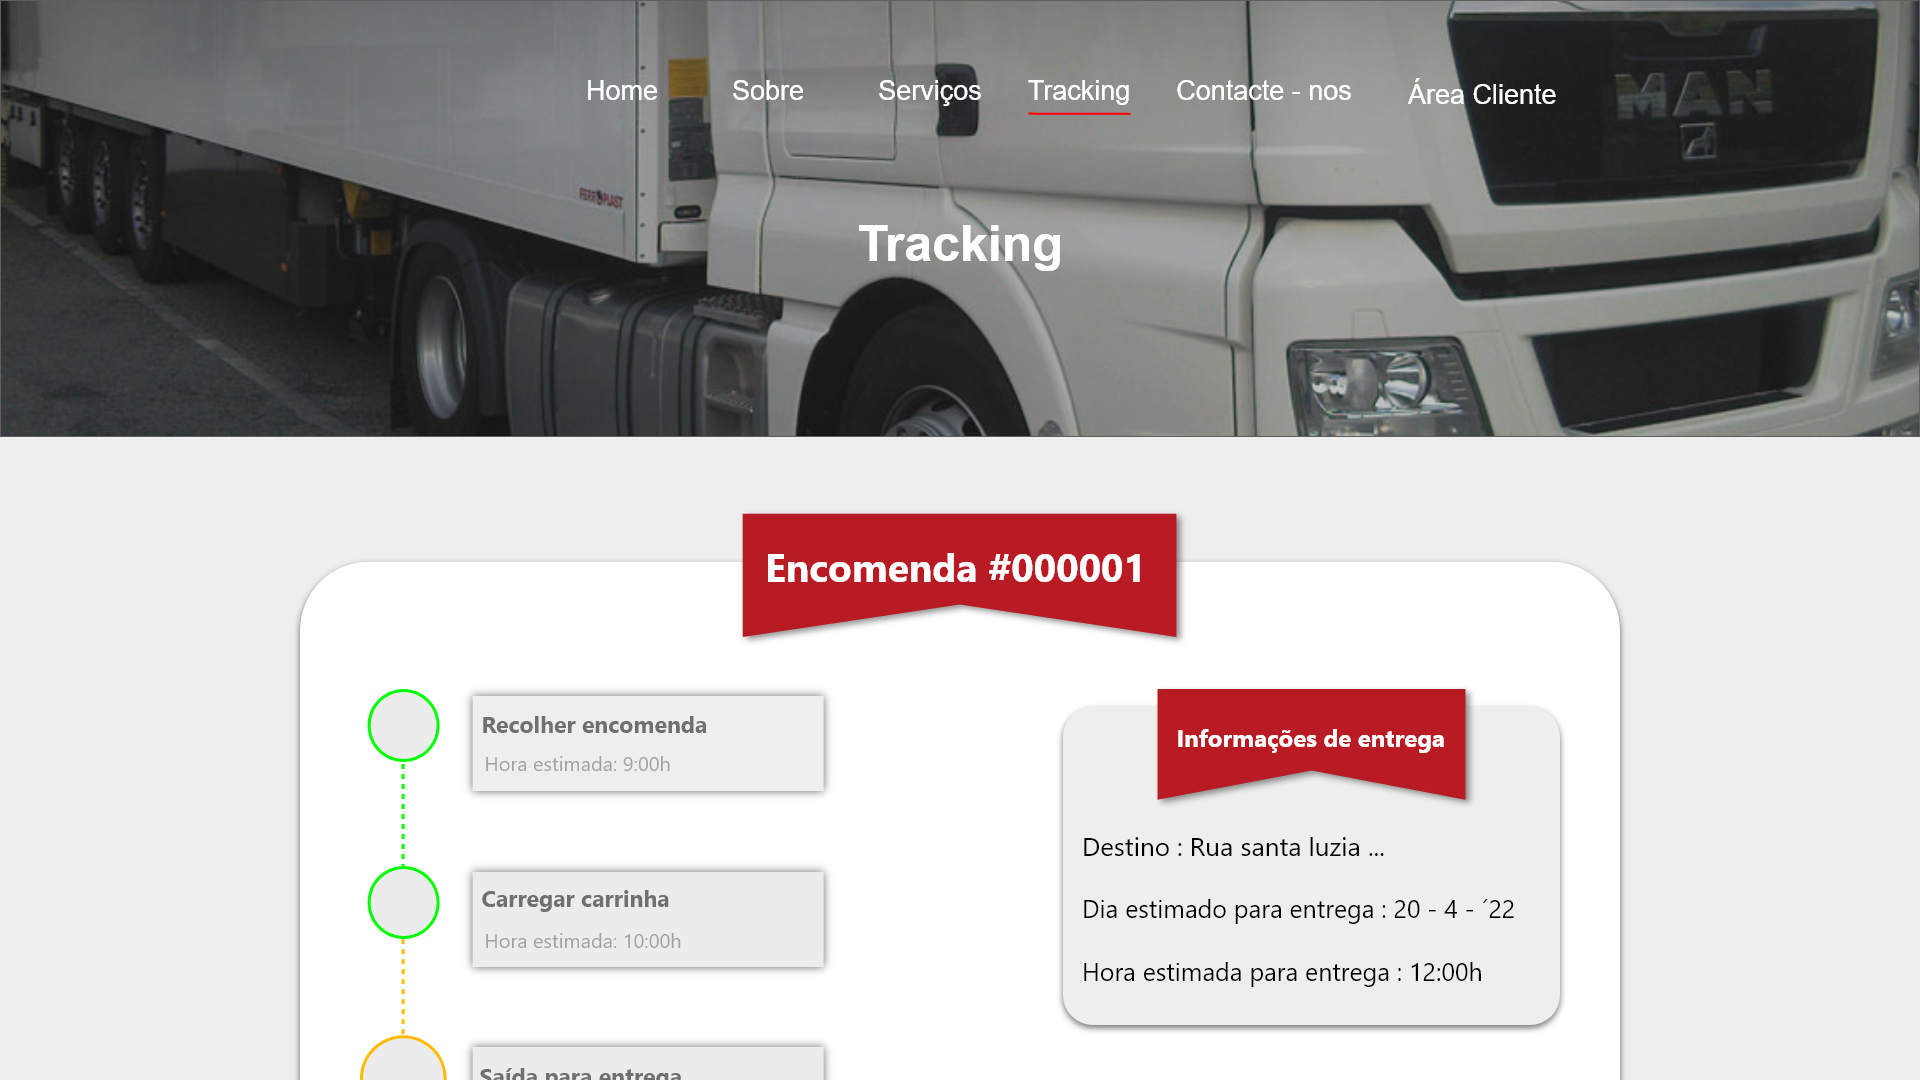 Home Sobre Serviços Tracking Contacte - nos Área Cliente
MAN
FERROPLAST
Tracking
Encomenda #000001
Recolher encomenda
Hora estimada: 9:00h
Carregar carrinha
Hora estimada: 10:00h
Saída para entrega
Informações de entrega
Destino : Rua santa luzia ...
Dia estimado para entrega : 20 - 4 - ´22
Hora estimada para entrega : 12:00h